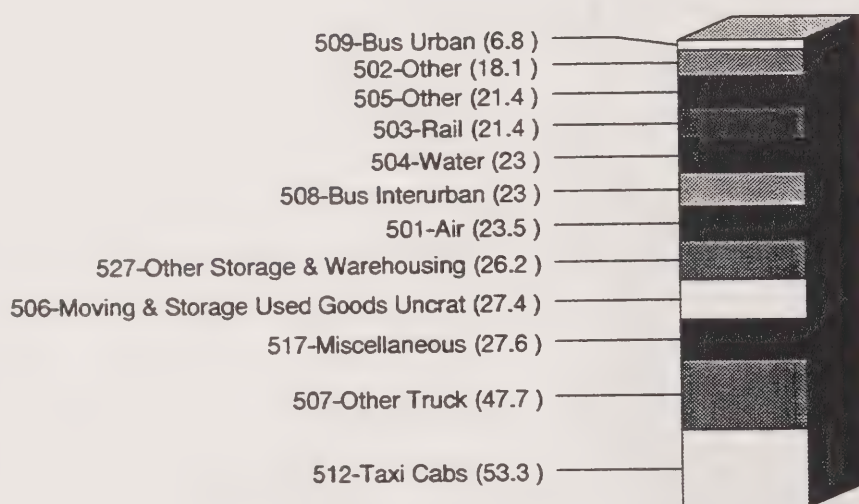 509-Bus Urban (6.8 )
502-Other (18.1 )
505-Other (21.4 )
503-Rail (21.4 )
504-Water (23 )
508-Bus Interurban (23 )
501-Air (23.5 )
527-Other Storage & Warehousing (26.2 )
506-Moving & Storage Used Goods Uncrat (27.4 )
517-Miscellaneous (27.6 )
507-Other Truck (47.7 )
512-Taxi Cabs (53.3 )